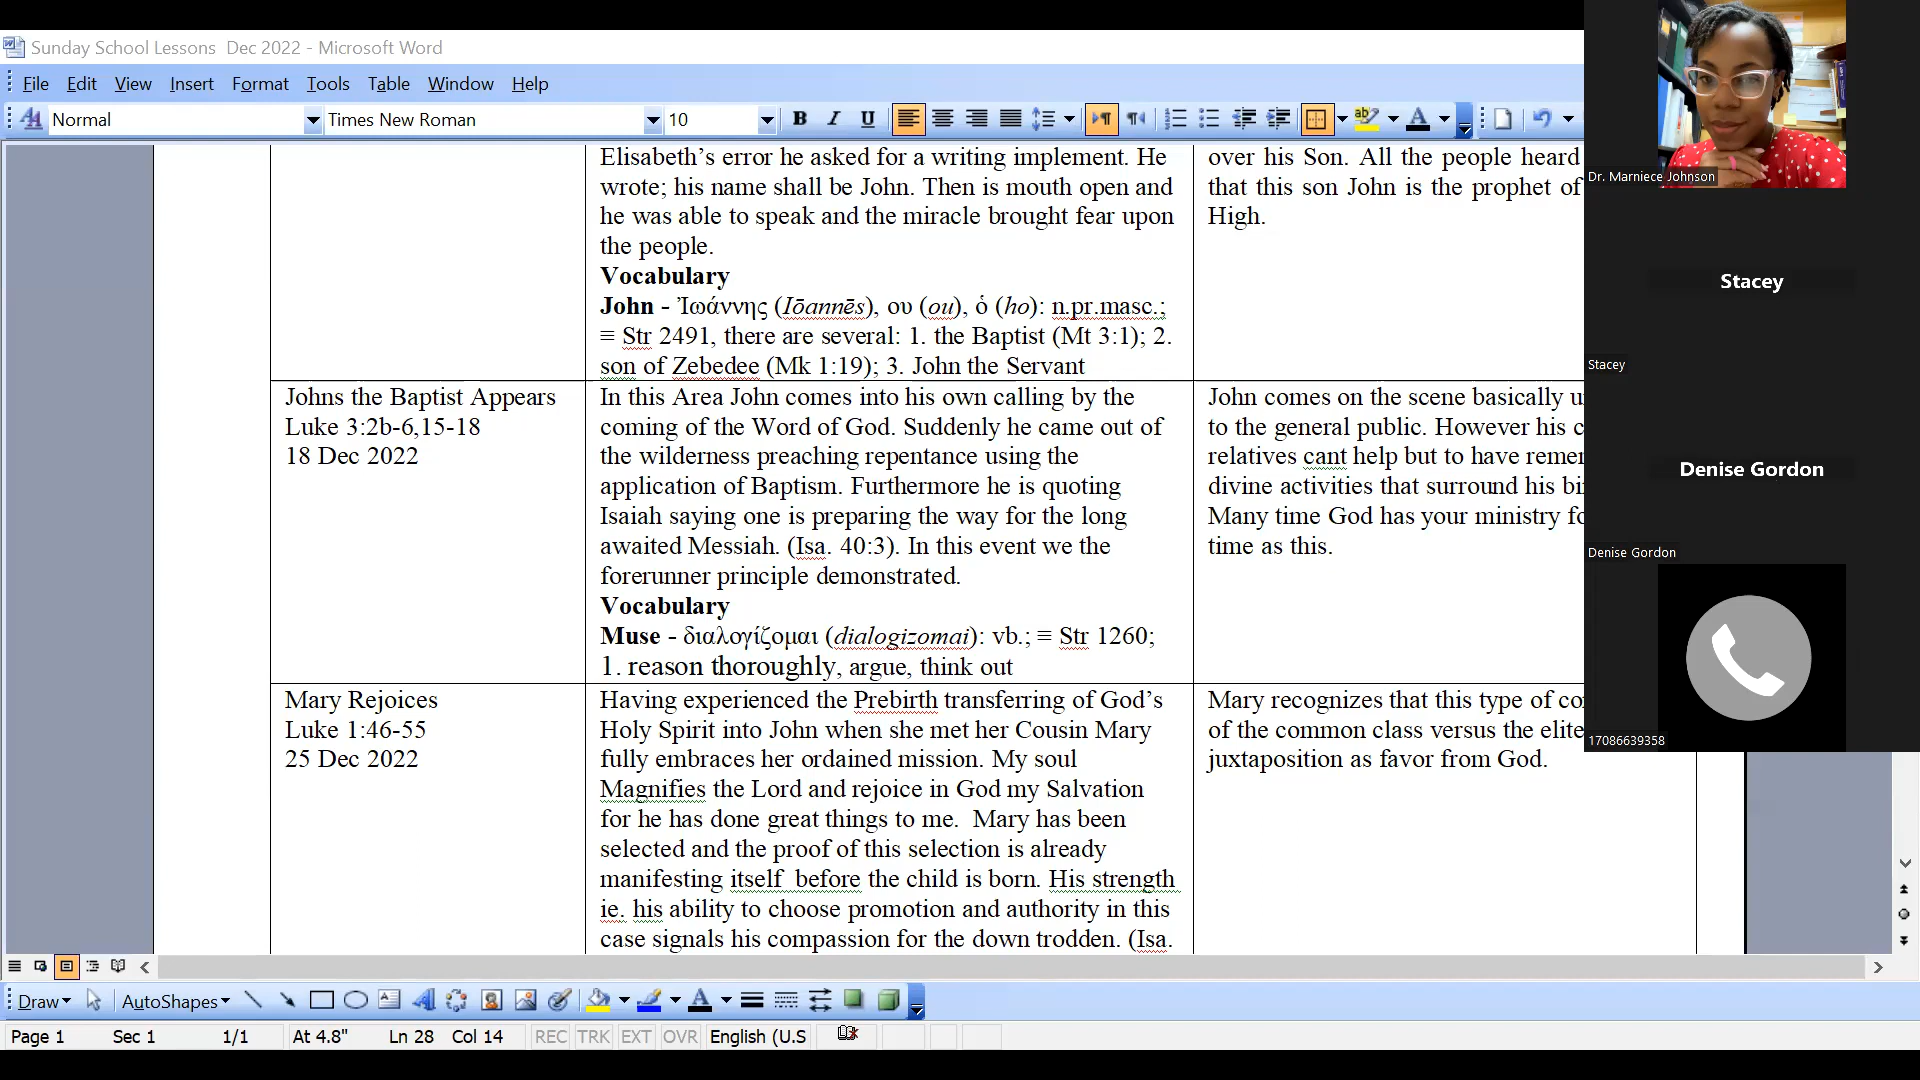 Sunday School Lessons Dec 2022 - Microsoft Word
File Edit View Insert Format Tools Table Window Help
Normal Times New Roman 10 B I U
Elisabeth’s error he asked for a writing implement. He
wrote; his name shall be John. Then is mouth open and
he was able to speak and the miracle brought fear upon
the people.
Vocabulary
John - Ἰωάννης (Iōannēs), ου (ou), ὁ (ho): n.pr.masc.;
≡ Str 2491, there are several: 1. the Baptist (Mt 3:1); 2.
son of Zebedee (Mk 1:19); 3. John the Servant
over his Son. All the people heard
that this son John is the prophet of
High.
Johns the Baptist Appears
Luke 3:2b-6,15-18
18 Dec 2022
In this Area John comes into his own calling by the
coming of the Word of God. Suddenly he came out of
the wilderness preaching repentance using the
application of Baptism. Furthermore he is quoting
Isaiah saying one is preparing the way for the long
awaited Messiah. (Isa. 40:3). In this event we the
forerunner principle demonstrated.
Vocabulary
Muse - διαλογίζομαι (dialogizomai): vb.; ≡ Str 1260;
1. reason thoroughly, argue, think out
John comes on the scene basically
to the general public. However his
relatives cant help but to have
divine activities that surround his
Many time God has your ministry
time as this.
Mary Rejoices
Luke 1:46-55
25 Dec 2022
Having experienced the Prebirth transferring of God’s
Holy Spirit into John when she met her Cousin Mary
fully embraces her ordained mission. My soul
Magnifies the Lord and rejoice in God my Salvation
for he has done great things to me. Mary has been
selected and the proof of this selection is already
manifesting itself before the child is born. His strength
ie. his ability to choose promotion and authority in this
case signals his compassion for the down trodden. (Isa.
Mary recognizes that this type of
of the common class versus the elite
juxtaposition as favor from God.
Dr. Marniece Johnson
Stacey
Stacey
Denise Gordon
Denise Gordon
17086639358
Draw AutoShapes
Page 1 Sec 1 1/1 At 4.8" Ln 28 Col 14 REC TRK EXT OVR English (U.S